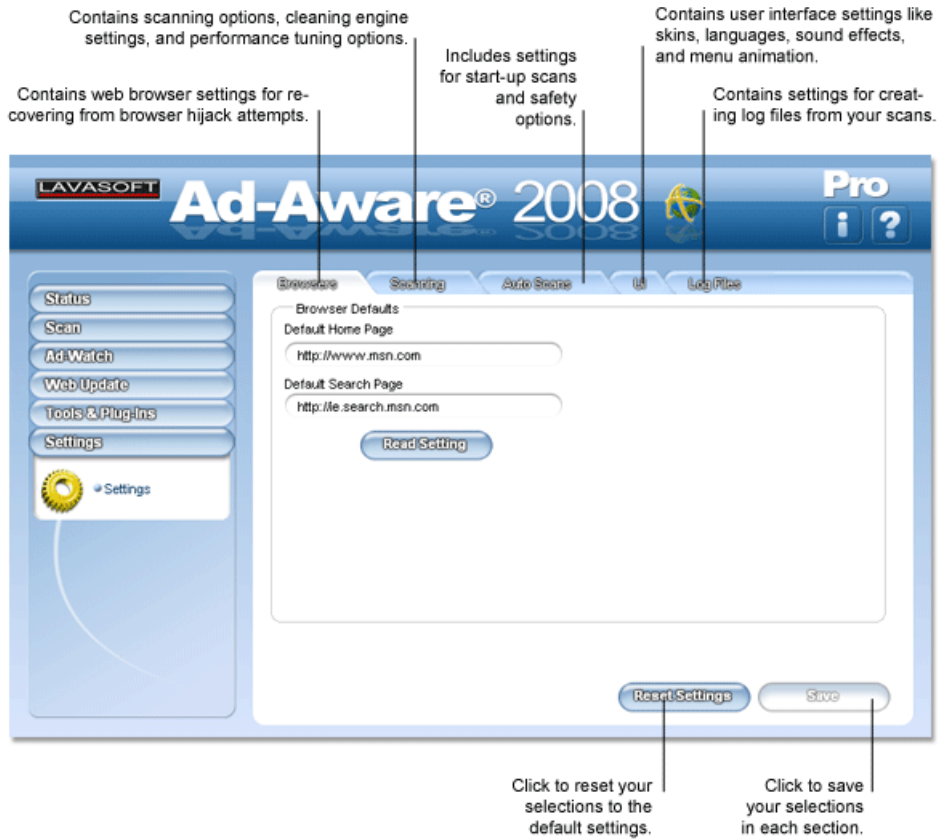 Contains scanning options, cleaning engine
settings, and performance tuning options.
Contains user interface settings like
skins, languages, sound effects,
and menu animation.
Includes settings
for start-up scans
and safety
options.
Contains web browser settings for re-
covering from browser hijack attempts.
Contains settings for creat-
ing log files from your scans.
LAVASOFT
Ad-Aware® 2008
Pro
i ?
Status
Scan
Ad-Watch
Web Update
Tools & Plug-Ins
Settings
Settings
Browsers Scanning Auto Scans UI Log Files
Browser Defaults
Default Home Page
http://www.msn.com
Default Search Page
http://ie.search.msn.com
Read Setting
Reset Settings Save
Click to reset your
selections to the
default settings.
Click to save
your selections
in each section.